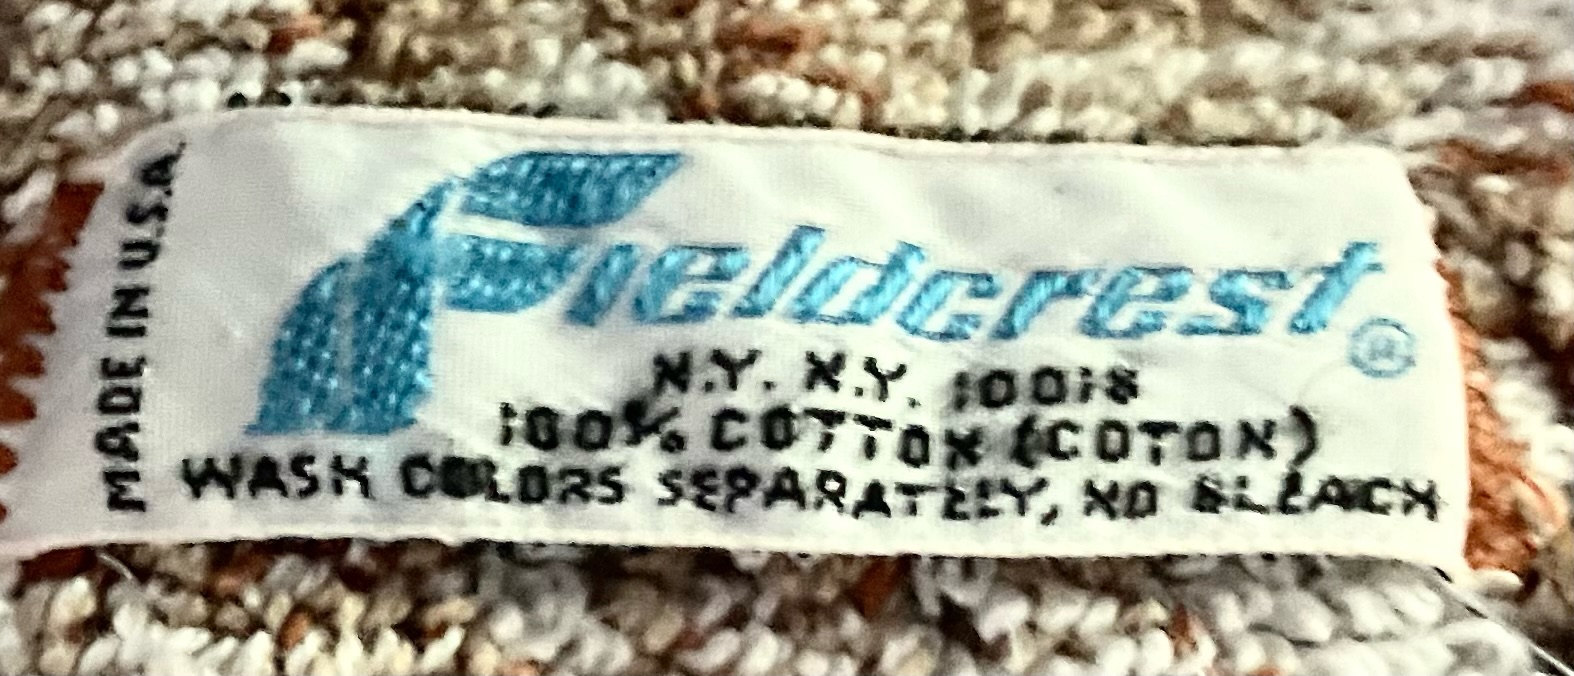 MADE IN U.S.A.
Fieldcrest®
N.Y. N.Y. 10018
100% COTTON (COTON)
WASH COLORS SEPARATELY, NO BLEACH